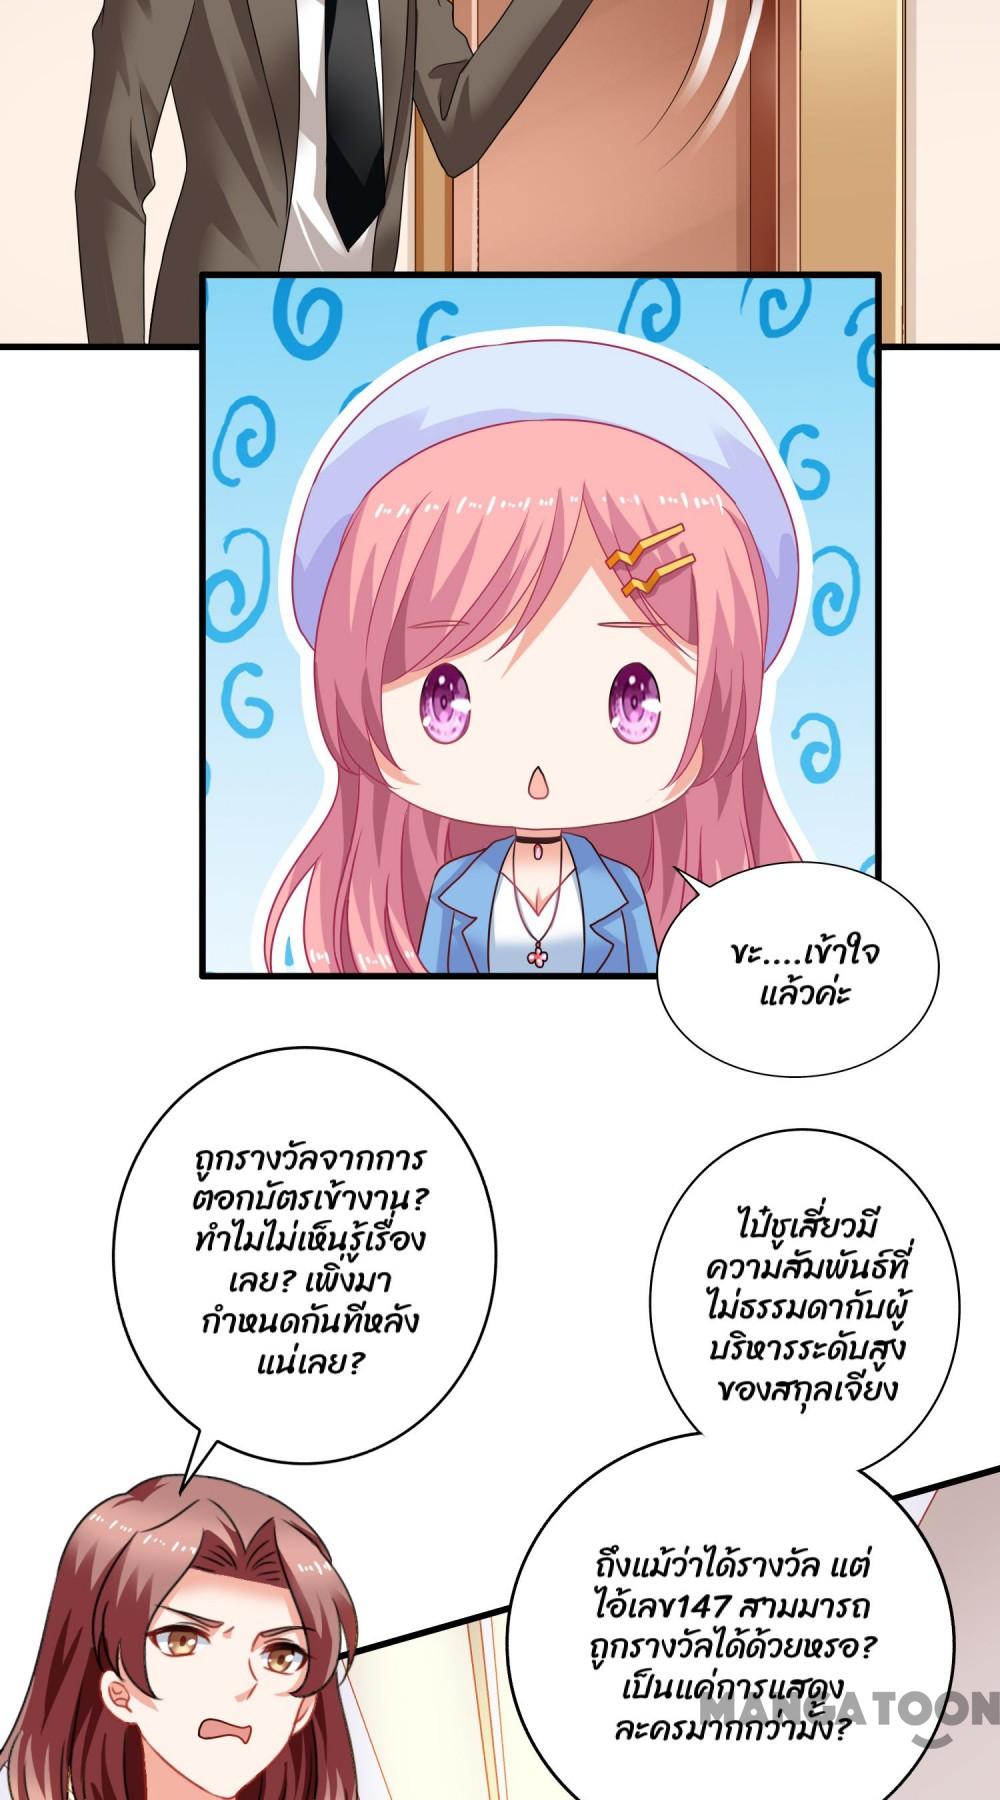 ขะ....เข้าใจ
แล้วค่ะ
ถูกรางวัลจากการ
ตอกบัตรเข้างาน?
ทำไมไม่เห็นรู้เรื่อง
เลย? เพิ่งมา
กำหนดกันทีหลัง
แน่เลย?
ไป๋ชูเสี่ยวมี
ความสัมพันธ์ที่
ไม่ธรรมดากับผู้
บริหารระดับสูง
ของสกุลเจียง
ถึงแม้ว่าได้รางวัล แต่
ไอ้เลข147 สามมารถ
ถูกรางวัลได้ด้วยหรอ?
เป็นแค่การแสดง
ละครมากกว่ามั้ง?
MANGATOON